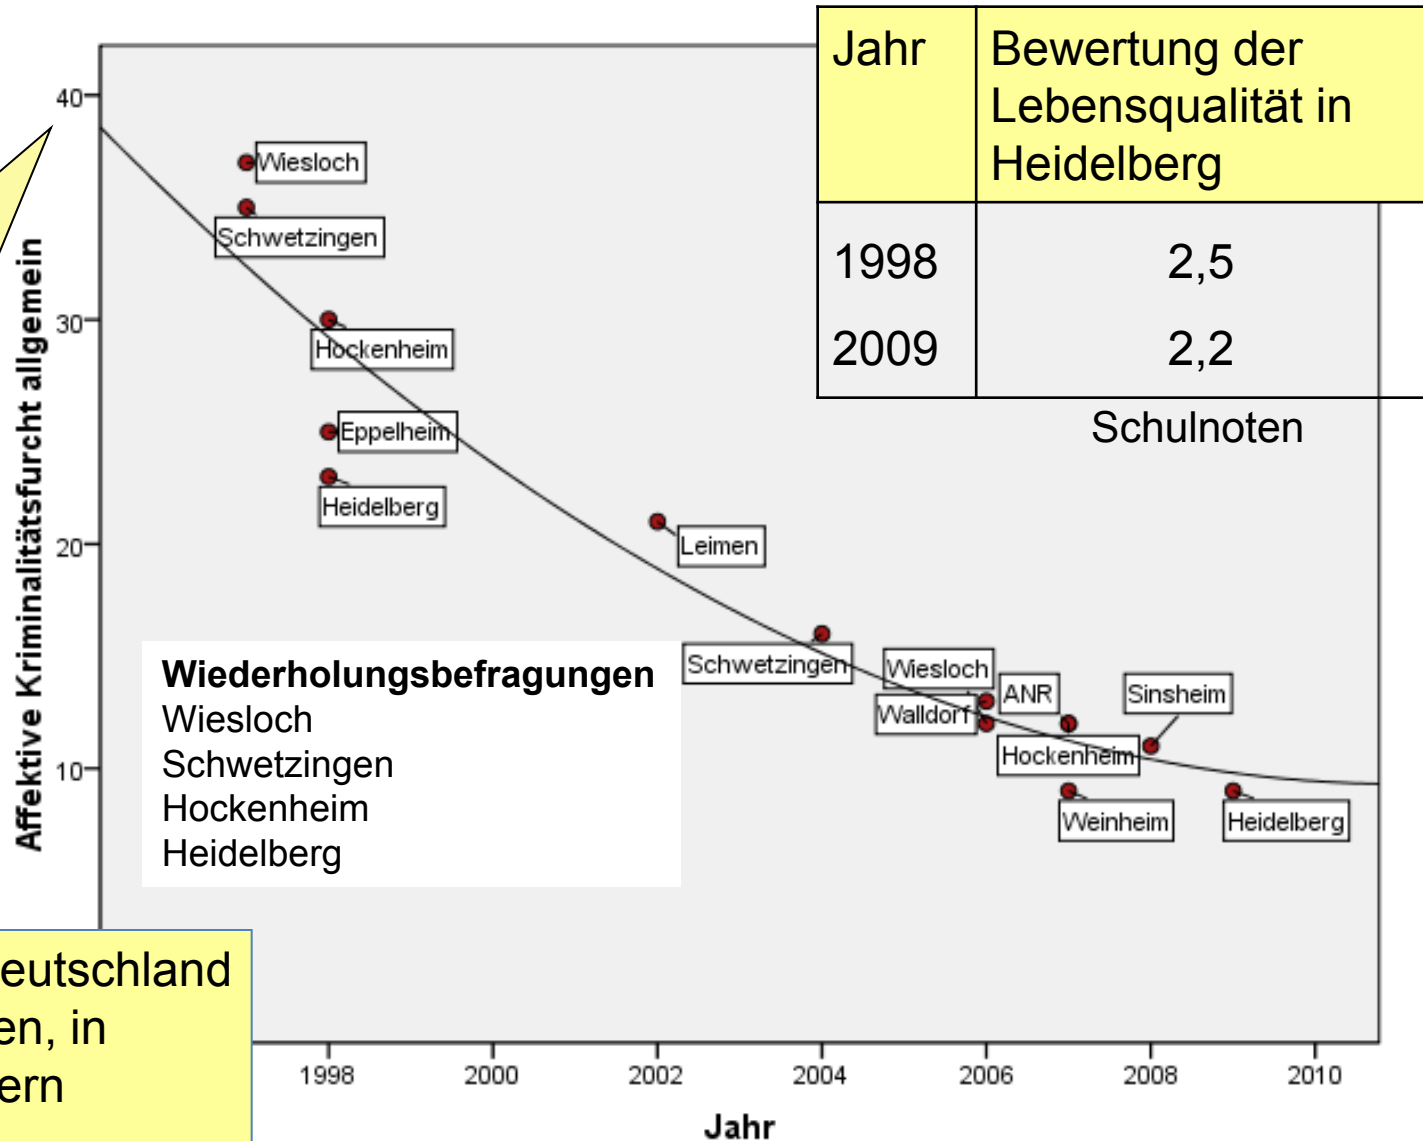 Jahr
Bewertung der
Lebensqualität in
Heidelberg
1998 2,5
2009 2,2
Schulnoten
Affektive Kriminalitätsfurcht allgemein
40
30
20
10
Wiesloch
Schwetzingen
Hockenheim
Eppelheim
Heidelberg
Leimen
Schwetzingen
Wiesloch
Walldorf
ANR
Hockenheim
Sinsheim
Weinheim
Heidelberg
Wiederholungsbefragungen
Wiesloch
Schwetzingen
Hockenheim
Heidelberg
eutschland
en, in
ern
1998 2000 2002 2004 2006 2008 2010
Jahr